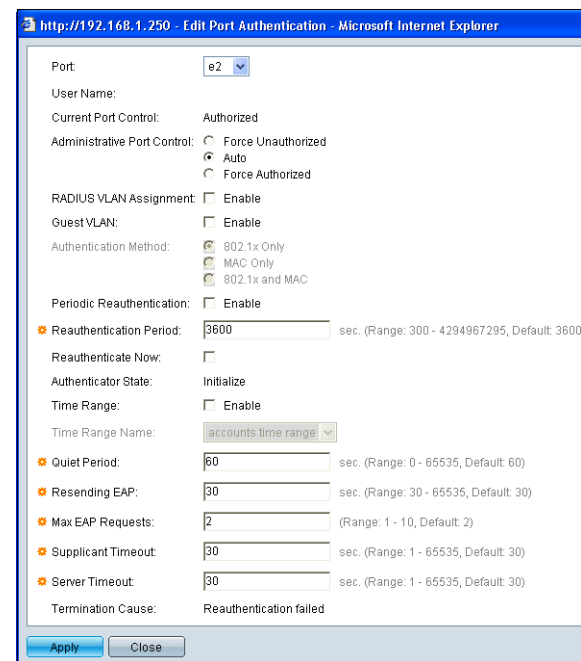 http://192.168.1.250 - Edit Port Authentication - Microsoft Internet Explorer
Port: e2
User Name:
Current Port Control: Authorized
Administrative Port Control: Force Unauthorized
Auto
Force Authorized
RADIUS VLAN Assignment: Enable
Guest VLAN: Enable
Authentication Method: 802.1x Only
MAC Only
802.1x and MAC
Periodic Reauthentication: Enable
Reauthentication Period: 3600 sec. (Range: 300 - 4294967295, Default: 3600
Reauthenticate Now:
Authenticator State: Initialize
Time Range: Enable
Time Range Name: accounts time range
Quiet Period: 60 sec. (Range: 0 - 65535, Default: 60)
Resending EAP: 30 sec. (Range: 30 - 65535, Default: 30)
Max EAP Requests: 2 (Range: 1 - 10, Default: 2)
Supplicant Timeout: 30 sec. (Range: 1 - 65535, Default: 30)
Server Timeout: 30 sec. (Range: 1 - 65535, Default: 30)
Termination Cause: Reauthentication failed
Apply Close